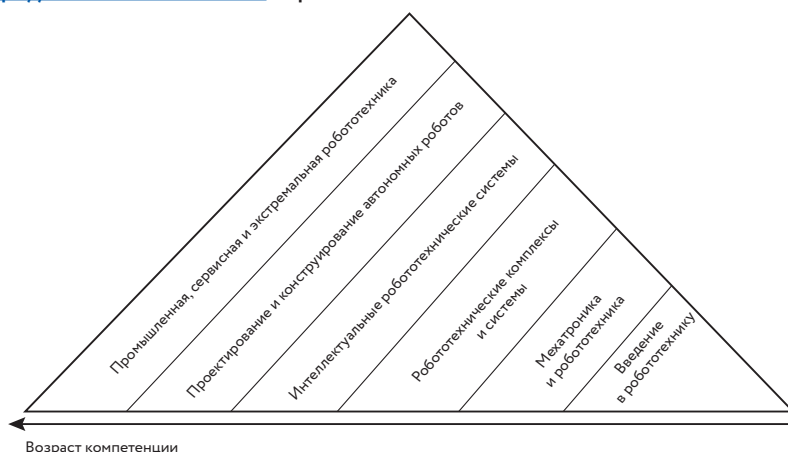 Промышленная, сервисная и экстремальная робототехника
Проектирование и конструирование автономных роботов
Интеллектуальные робототехнические системы
Робототехнические комплексы
и системы
Мехатроника
и робототехника
Введение
в робототехнику
Возраст компетенции